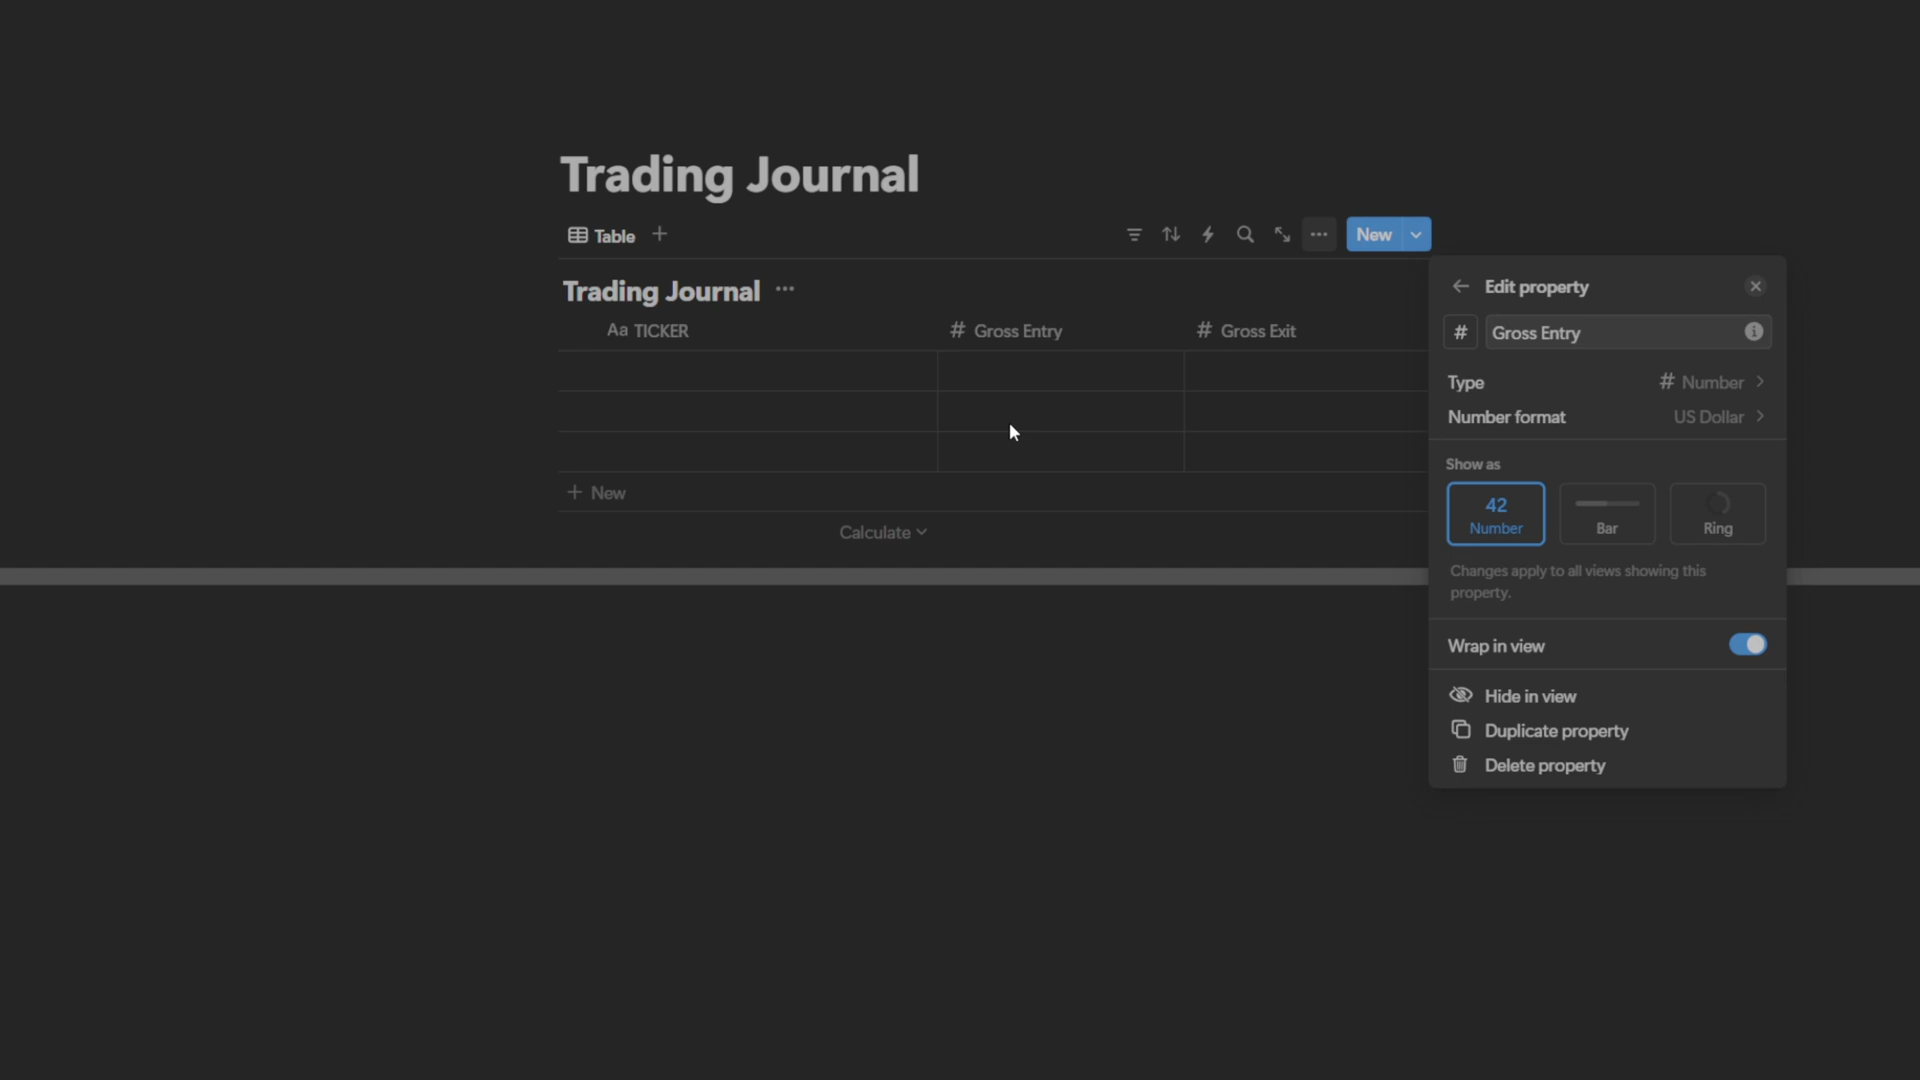 Trading Journal
Table
New
Trading Journal
Aa TICKER
# Gross Entry
# Gross Exit
+ New
Calculate
Edit property
# Gross Entry
Type # Number
Number format US Dollar
Show as
42
Number
Bar
Ring
Changes apply to all views showing this
property.
Wrap in view
Hide in view
Duplicate property
Delete property